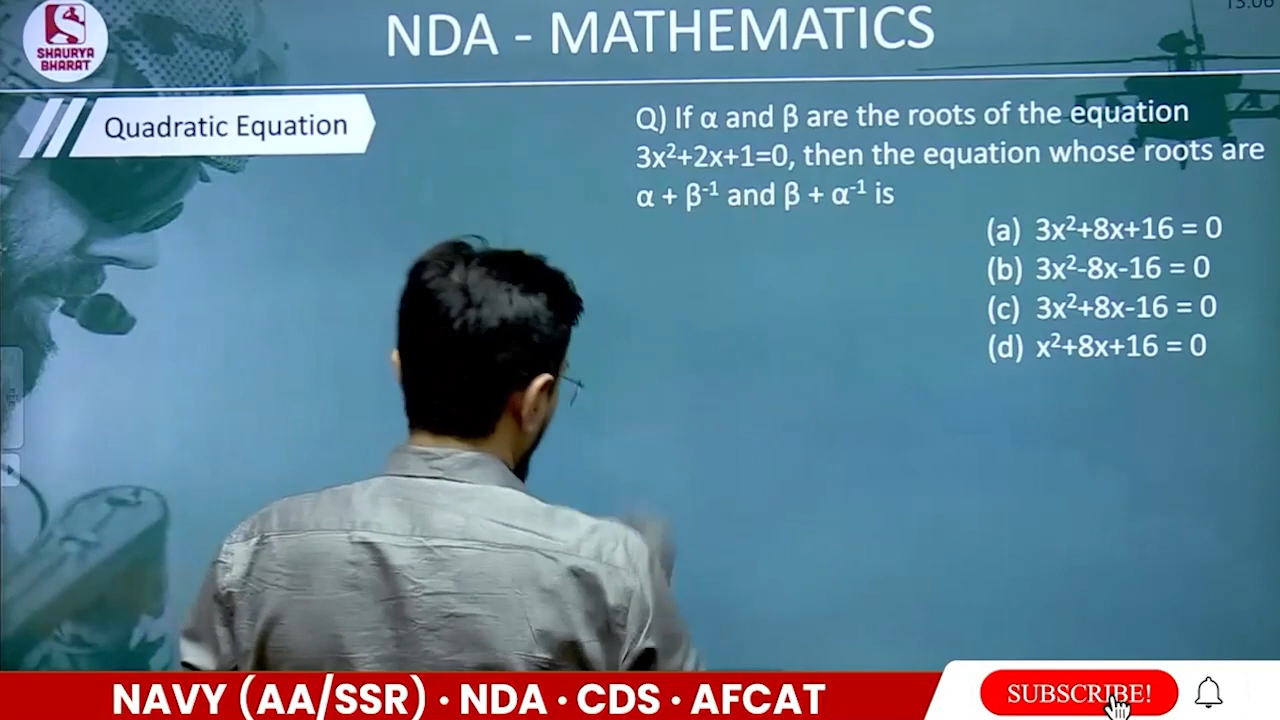 SHAURYA
BHARAT
NDA - MATHEMATICS
Quadratic Equation
Q) If α and β are the roots of the equation
3x²+2x+1=0, then the equation whose roots are
α + β⁻¹ and β + α⁻¹ is
(a) 3x²+8x+16 = 0
(b) 3x²-8x-16 = 0
(c) 3x²+8x-16 = 0
(d) x²+8x+16 = 0
NAVY (AA/SSR) · NDA · CDS · AFCAT
SUBSCRIBE!